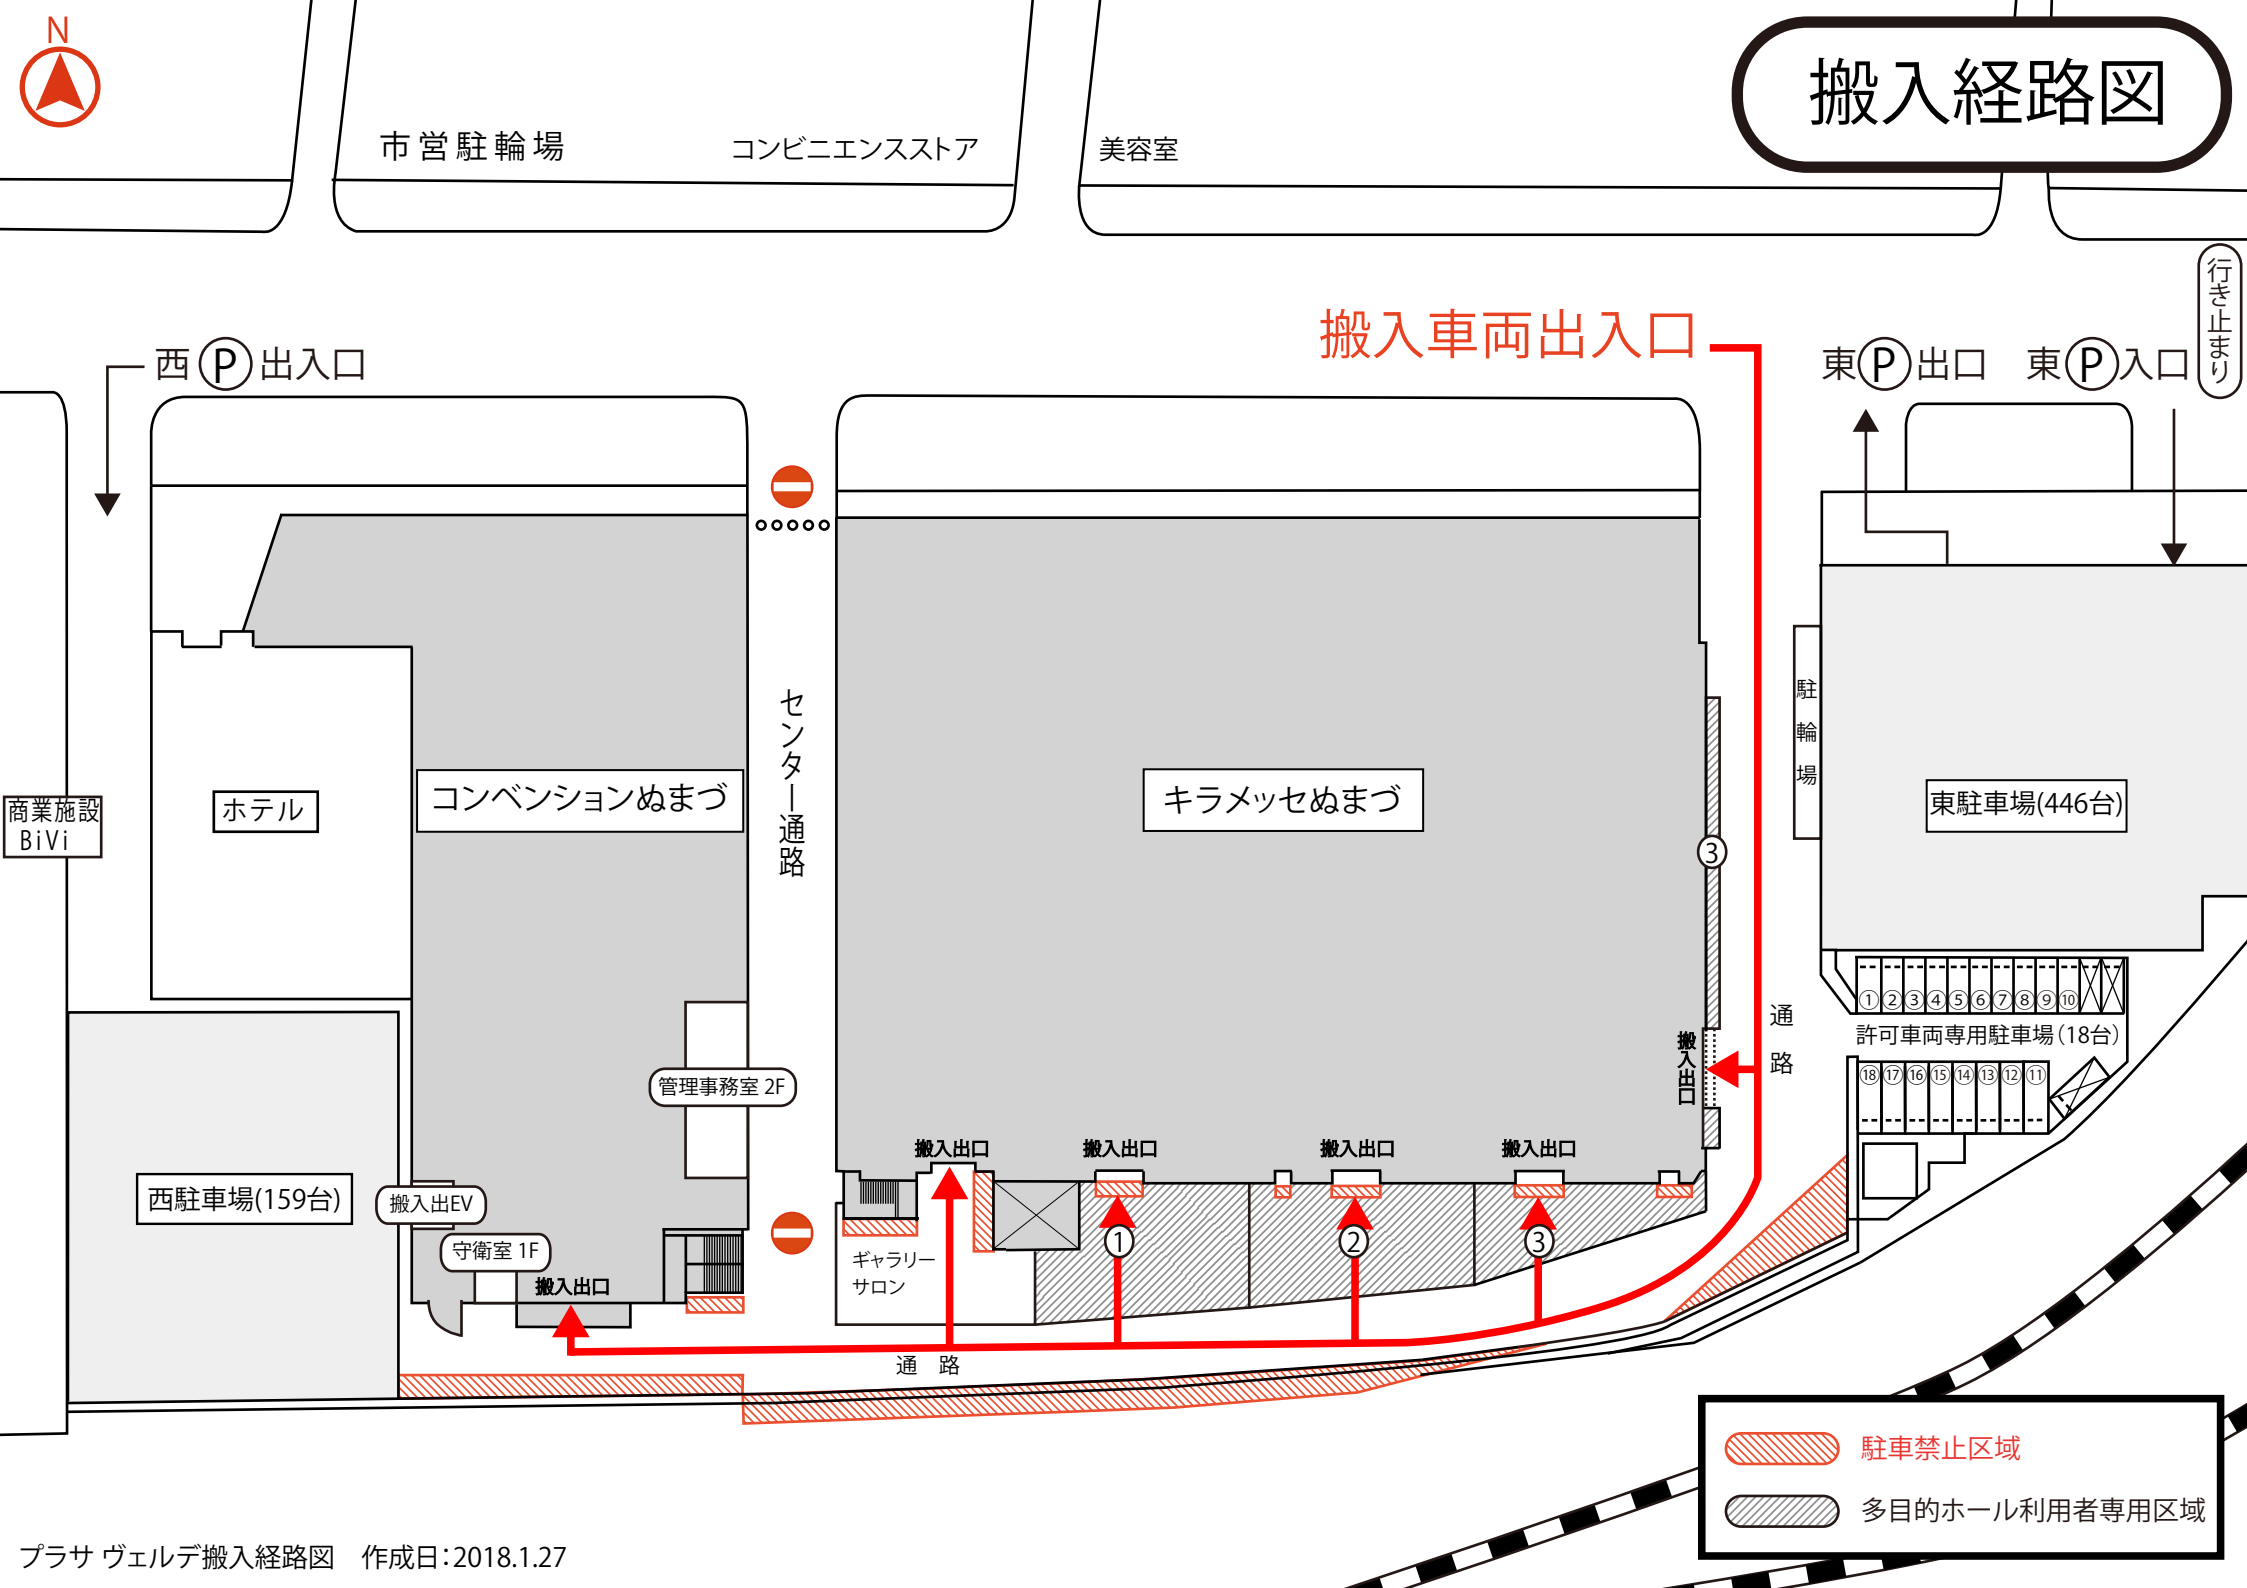 N
搬入経路図
市営駐輪場
コンビニエンスストア
美容室
行き止まり
搬入車両出入口
西P出入口
東P出口
東P入口
センター通路
駐輪場
商業施設
BiVi
ホテル
コンベンションぬまづ
キラメッセぬまづ
東駐車場(446台)
3
通路
搬入出口
①②③④⑤⑥⑦⑧⑨⑩
許可車両専用駐車場(18台)
⑱⑰⑯⑮⑭⑬⑫⑪
管理事務室 2F
西駐車場(159台)
搬入出EV
守衛室 1F
搬入出口
搬入出口
搬入出口
搬入出口
搬入出口
ギャラリー
サロン
1
2
3
通路
駐車禁止区域
多目的ホール利用者専用区域
プラサ ヴェルデ搬入経路図　作成日：2018.1.27